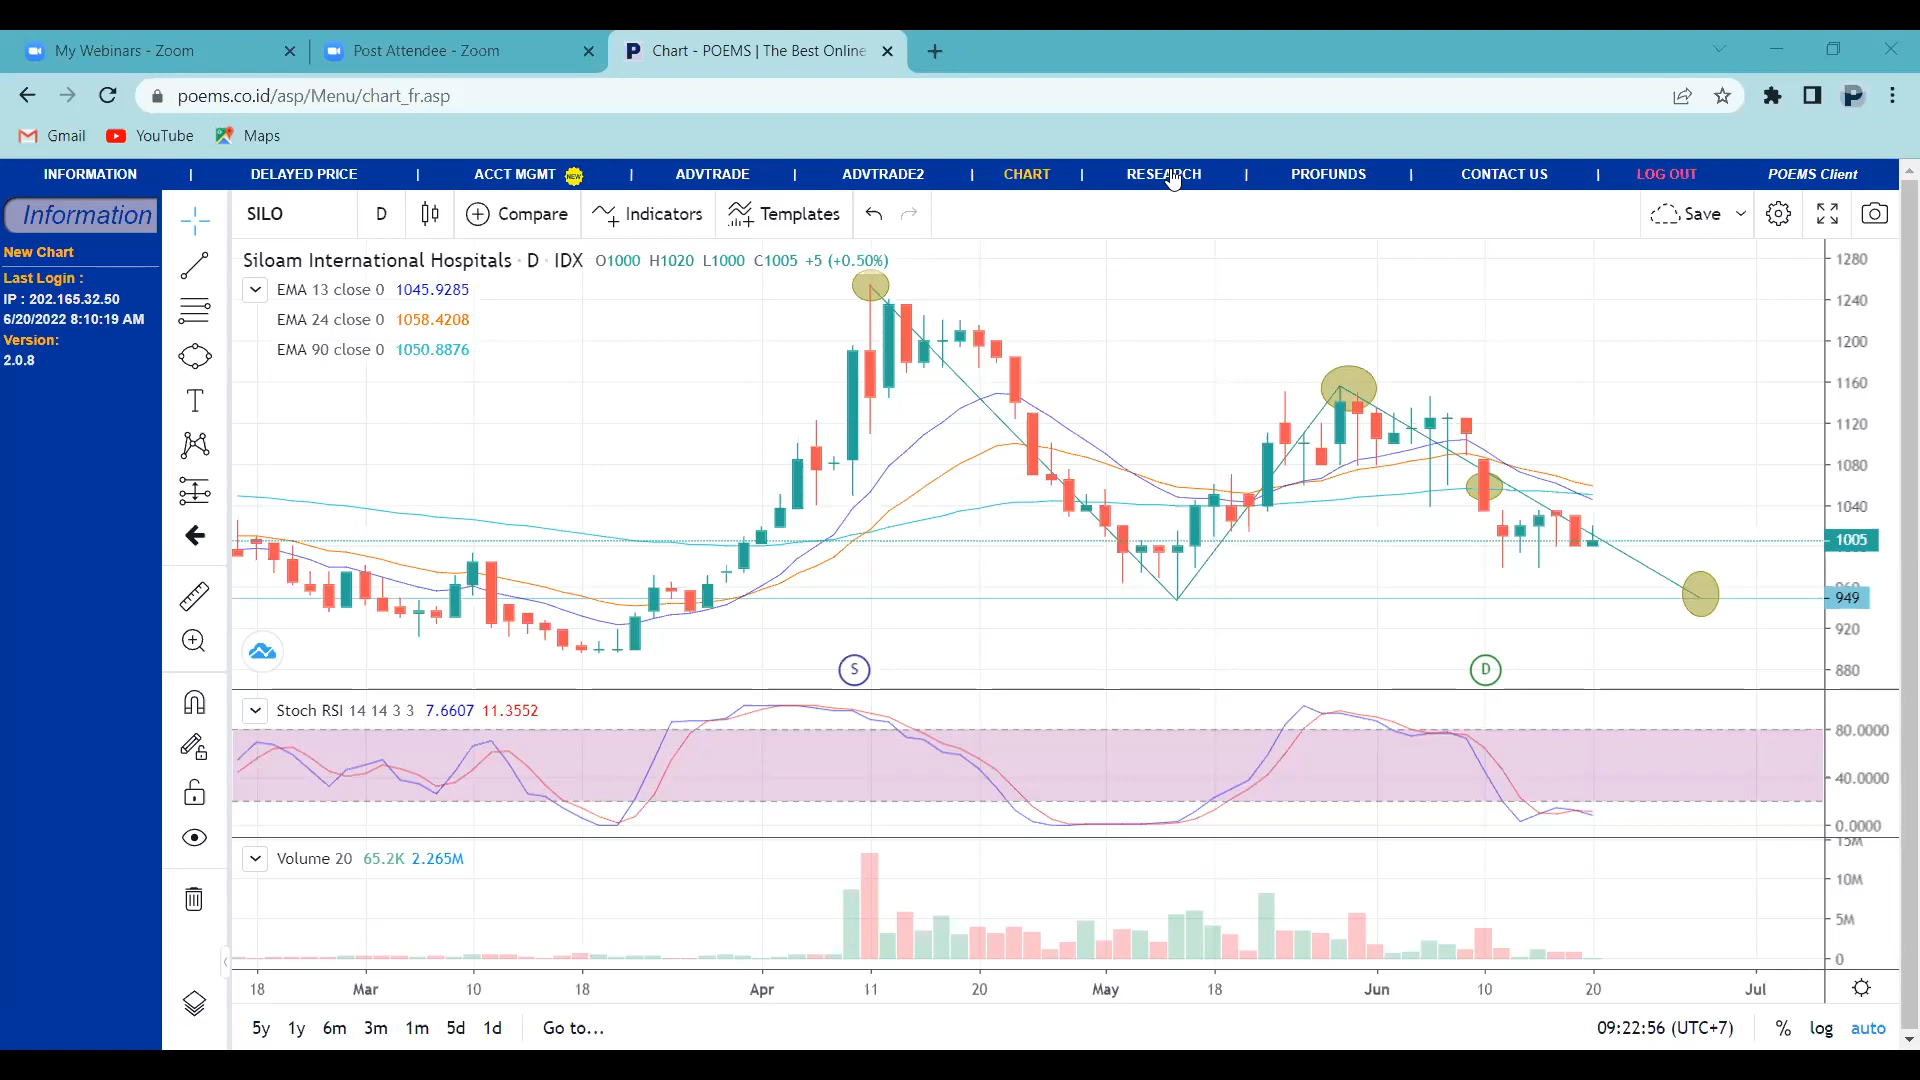 My Webinars - Zoom
Post Attendee - Zoom
Chart - POEMS | The Best Online
poems.co.id/asp/Menu/chart_fr.asp
Gmail
YouTube
Maps
INFORMATION | DELAYED PRICE | ACCT MGMT NEW | ADVTRADE | ADVTRADE2 | CHART | RESEARCH | PROFUNDS | CONTACT US | LOG OUT POEMS Client
Information
New Chart
Last Login :
IP : 202.165.32.50
6/20/2022 8:10:19 AM
Version:
2.0.8
SILO D Compare Indicators Templates Save
Siloam International Hospitals · D · IDX O1000 H1020 L1000 C1005 +5 (+0.50%)
EMA 13 close 0 1045.9285
EMA 24 close 0 1058.4208
EMA 90 close 0 1050.8876
1280
1240
1200
1160
1120
1080
1040
1005
960
949
920
880
S
D
Stoch RSI 14 14 3 3 7.6607 11.3552
80.0000
40.0000
0.0000
Volume 20 65.2K 2.265M
15M
10M
5M
0
18 Mar 10 18 Apr 11 20 May 18 Jun 10 20 Jul
5y 1y 6m 3m 1m 5d 1d Go to... 09:22:56 (UTC+7) % log auto